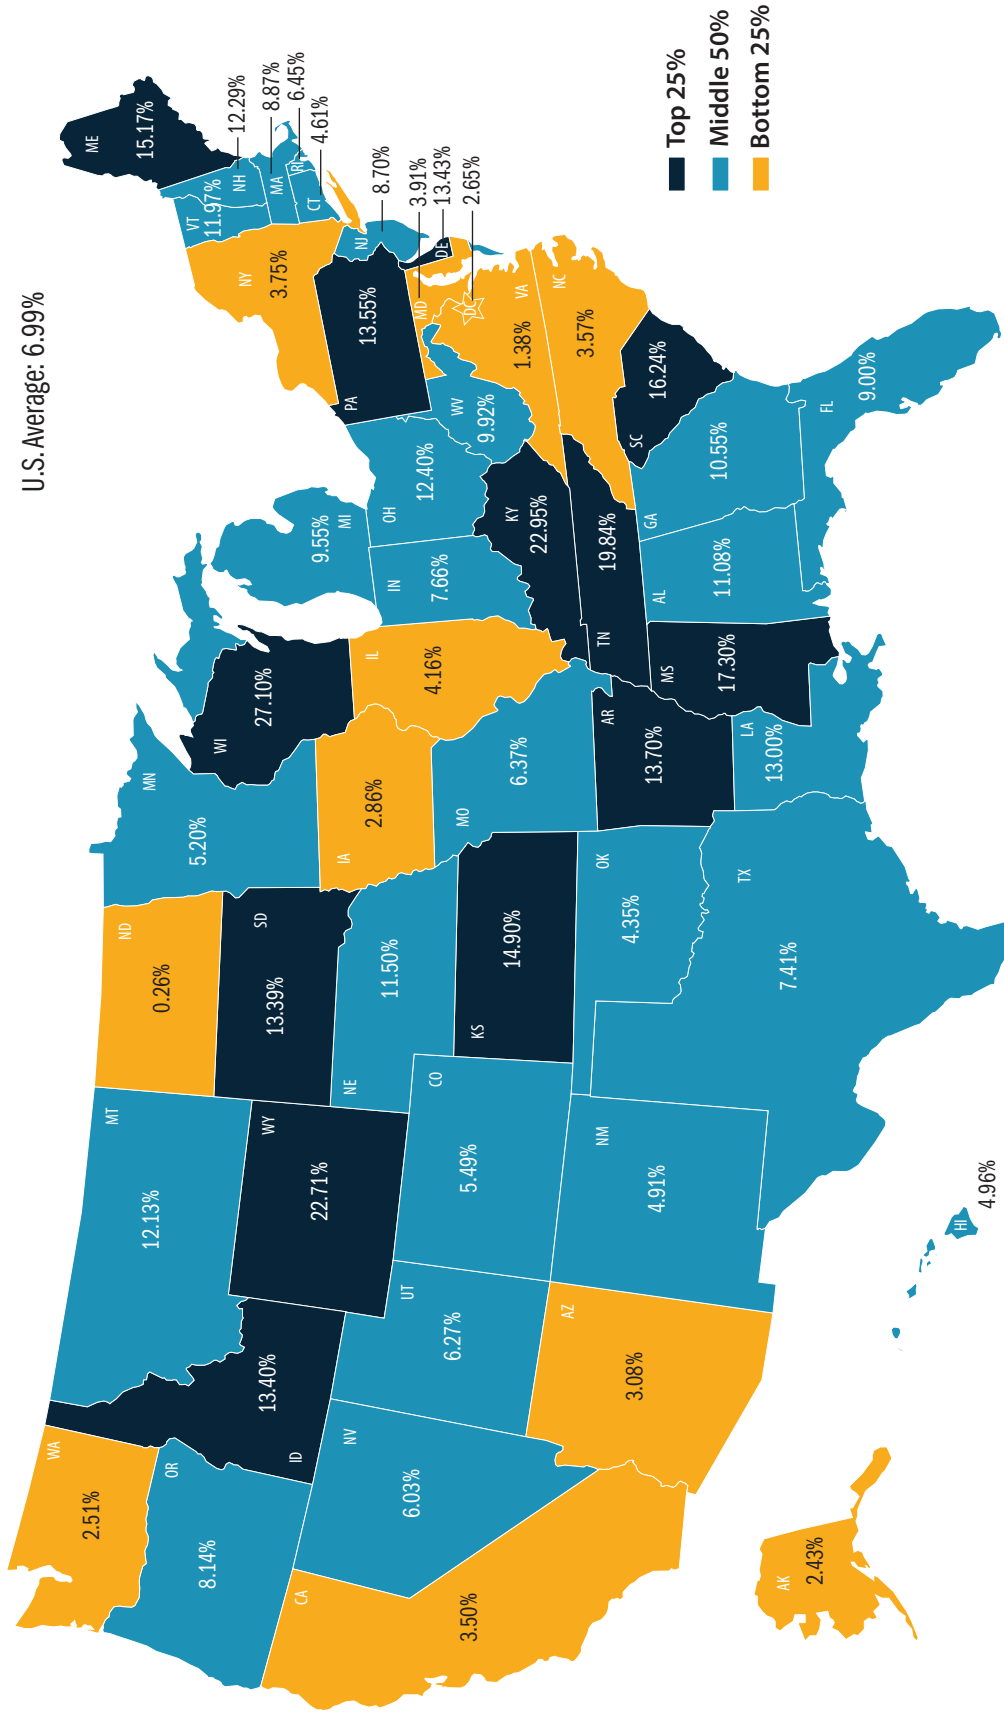 U.S. Average: 6.99%
WA
2.51%
OR
8.14%
CA
3.50%
ID
13.40%
NV
6.03%
MT
12.13%
WY
22.71%
UT
6.27%
AZ
3.08%
CO
5.49%
NM
4.91%
ND
0.26%
SD
13.39%
NE
11.50%
KS
14.90%
OK
4.35%
TX
7.41%
MN
5.20%
IA
2.86%
MO
6.37%
AR
13.70%
LA
13.00%
WI
27.10%
IL
4.16%
MI
9.55%
IN
7.66%
OH
12.40%
KY
22.95%
TN
19.84%
MS
17.30%
AL
11.08%
GA
10.55%
FL
9.00%
SC
16.24%
NC
3.57%
VA
1.38%
WV
9.92%
PA
13.55%
NY
3.75%
VT
11.97%
ME
15.17%
NH
12.29%
MA
8.87%
RI
6.45%
CT
4.61%
NJ
8.70%
MD
3.91%
DE
13.43%
DC
2.65%
AK
2.43%
HI
4.96%
Top 25%
Middle 50%
Bottom 25%